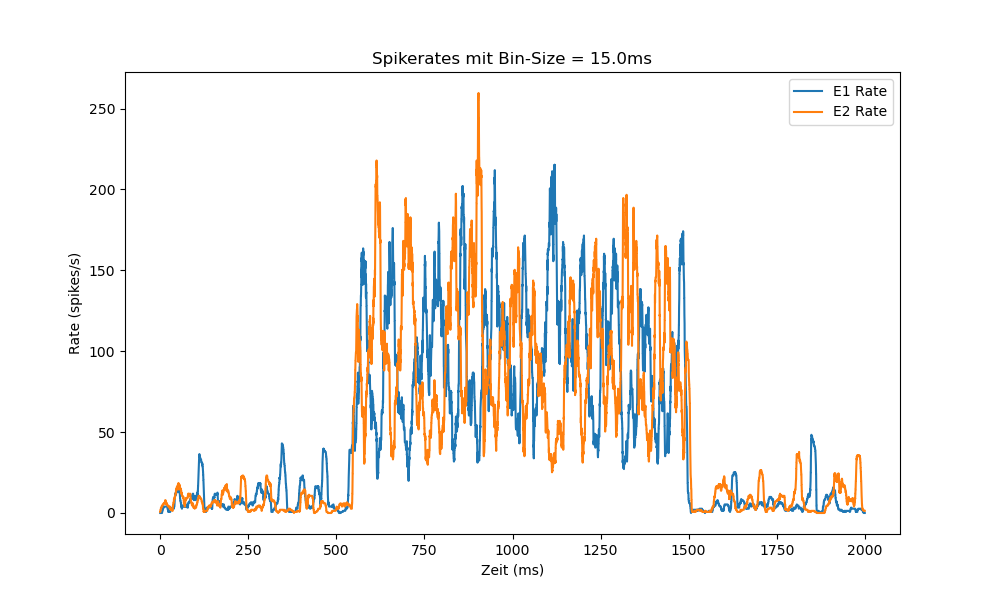 Spikerates mit Bin-Size = 15.0ms
E1 Rate
E2 Rate
250
200
150
100
50
0
Rate (spikes/s)
0 250 500 750 1000 1250 1500 1750 2000
Zeit (ms)